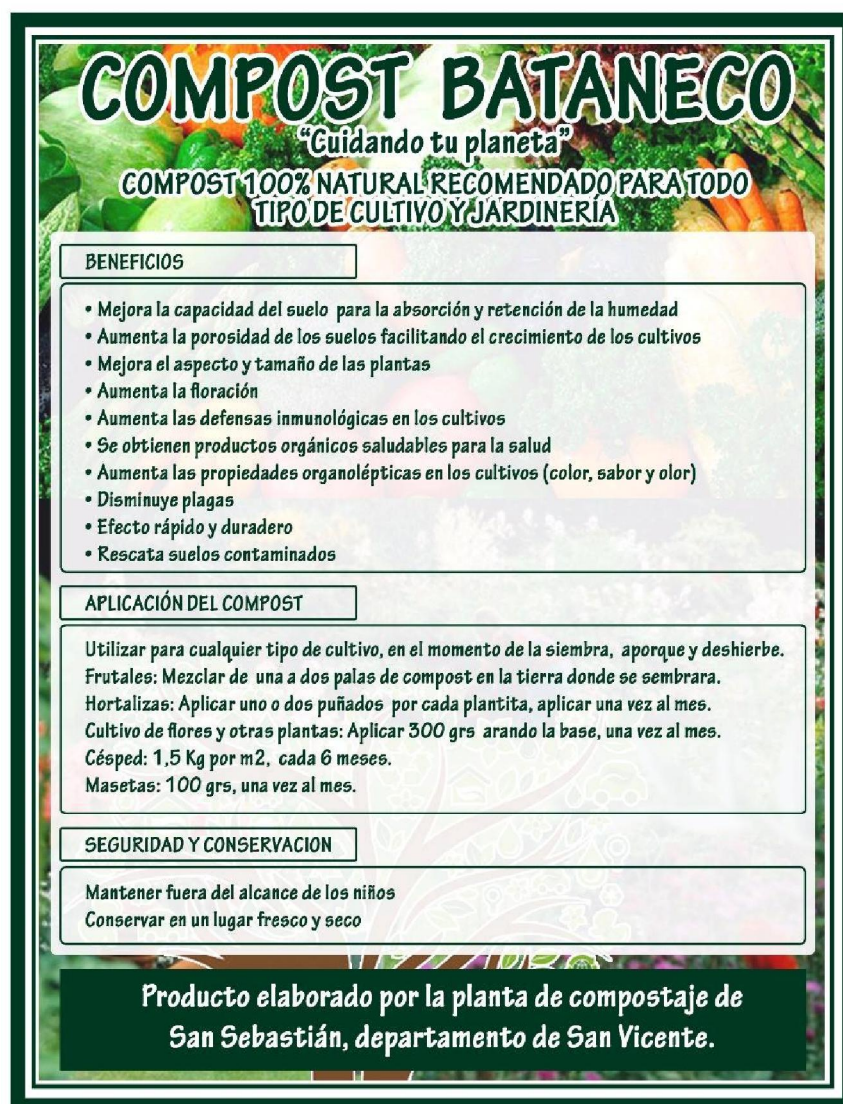 COMPOST BATANECO
"Cuidando tu planeta"
COMPOST 100% NATURAL RECOMENDADO PARA TODO
TIPO DE CULTIVO Y JARDINERÍA
BENEFICIOS
• Mejora la capacidad del suelo para la absorción y retención de la humedad
• Aumenta la porosidad de los suelos facilitando el crecimiento de los cultivos
• Mejora el aspecto y tamaño de las plantas
• Aumenta la floración
• Aumenta las defensas inmunológicas en los cultivos
• Se obtienen productos orgánicos saludables para la salud
• Aumenta las propiedades organolépticas en los cultivos (color, sabor y olor)
• Disminuye plagas
• Efecto rápido y duradero
• Rescata suelos contaminados
APLICACIÓN DEL COMPOST
Utilizar para cualquier tipo de cultivo, en el momento de la siembra, aporque y deshierbe.
Frutales: Mezclar de una a dos palas de compost en la tierra donde se sembrara.
Hortalizas: Aplicar uno o dos puñados por cada plantita, aplicar una vez al mes.
Cultivo de flores y otras plantas: Aplicar 300 grs arando la base, una vez al mes.
Césped: 1,5 Kg por m2, cada 6 meses.
Masetas: 100 grs, una vez al mes.
SEGURIDAD Y CONSERVACION
Mantener fuera del alcance de los niños
Conservar en un lugar fresco y seco
Producto elaborado por la planta de compostaje de
San Sebastián, departamento de San Vicente.